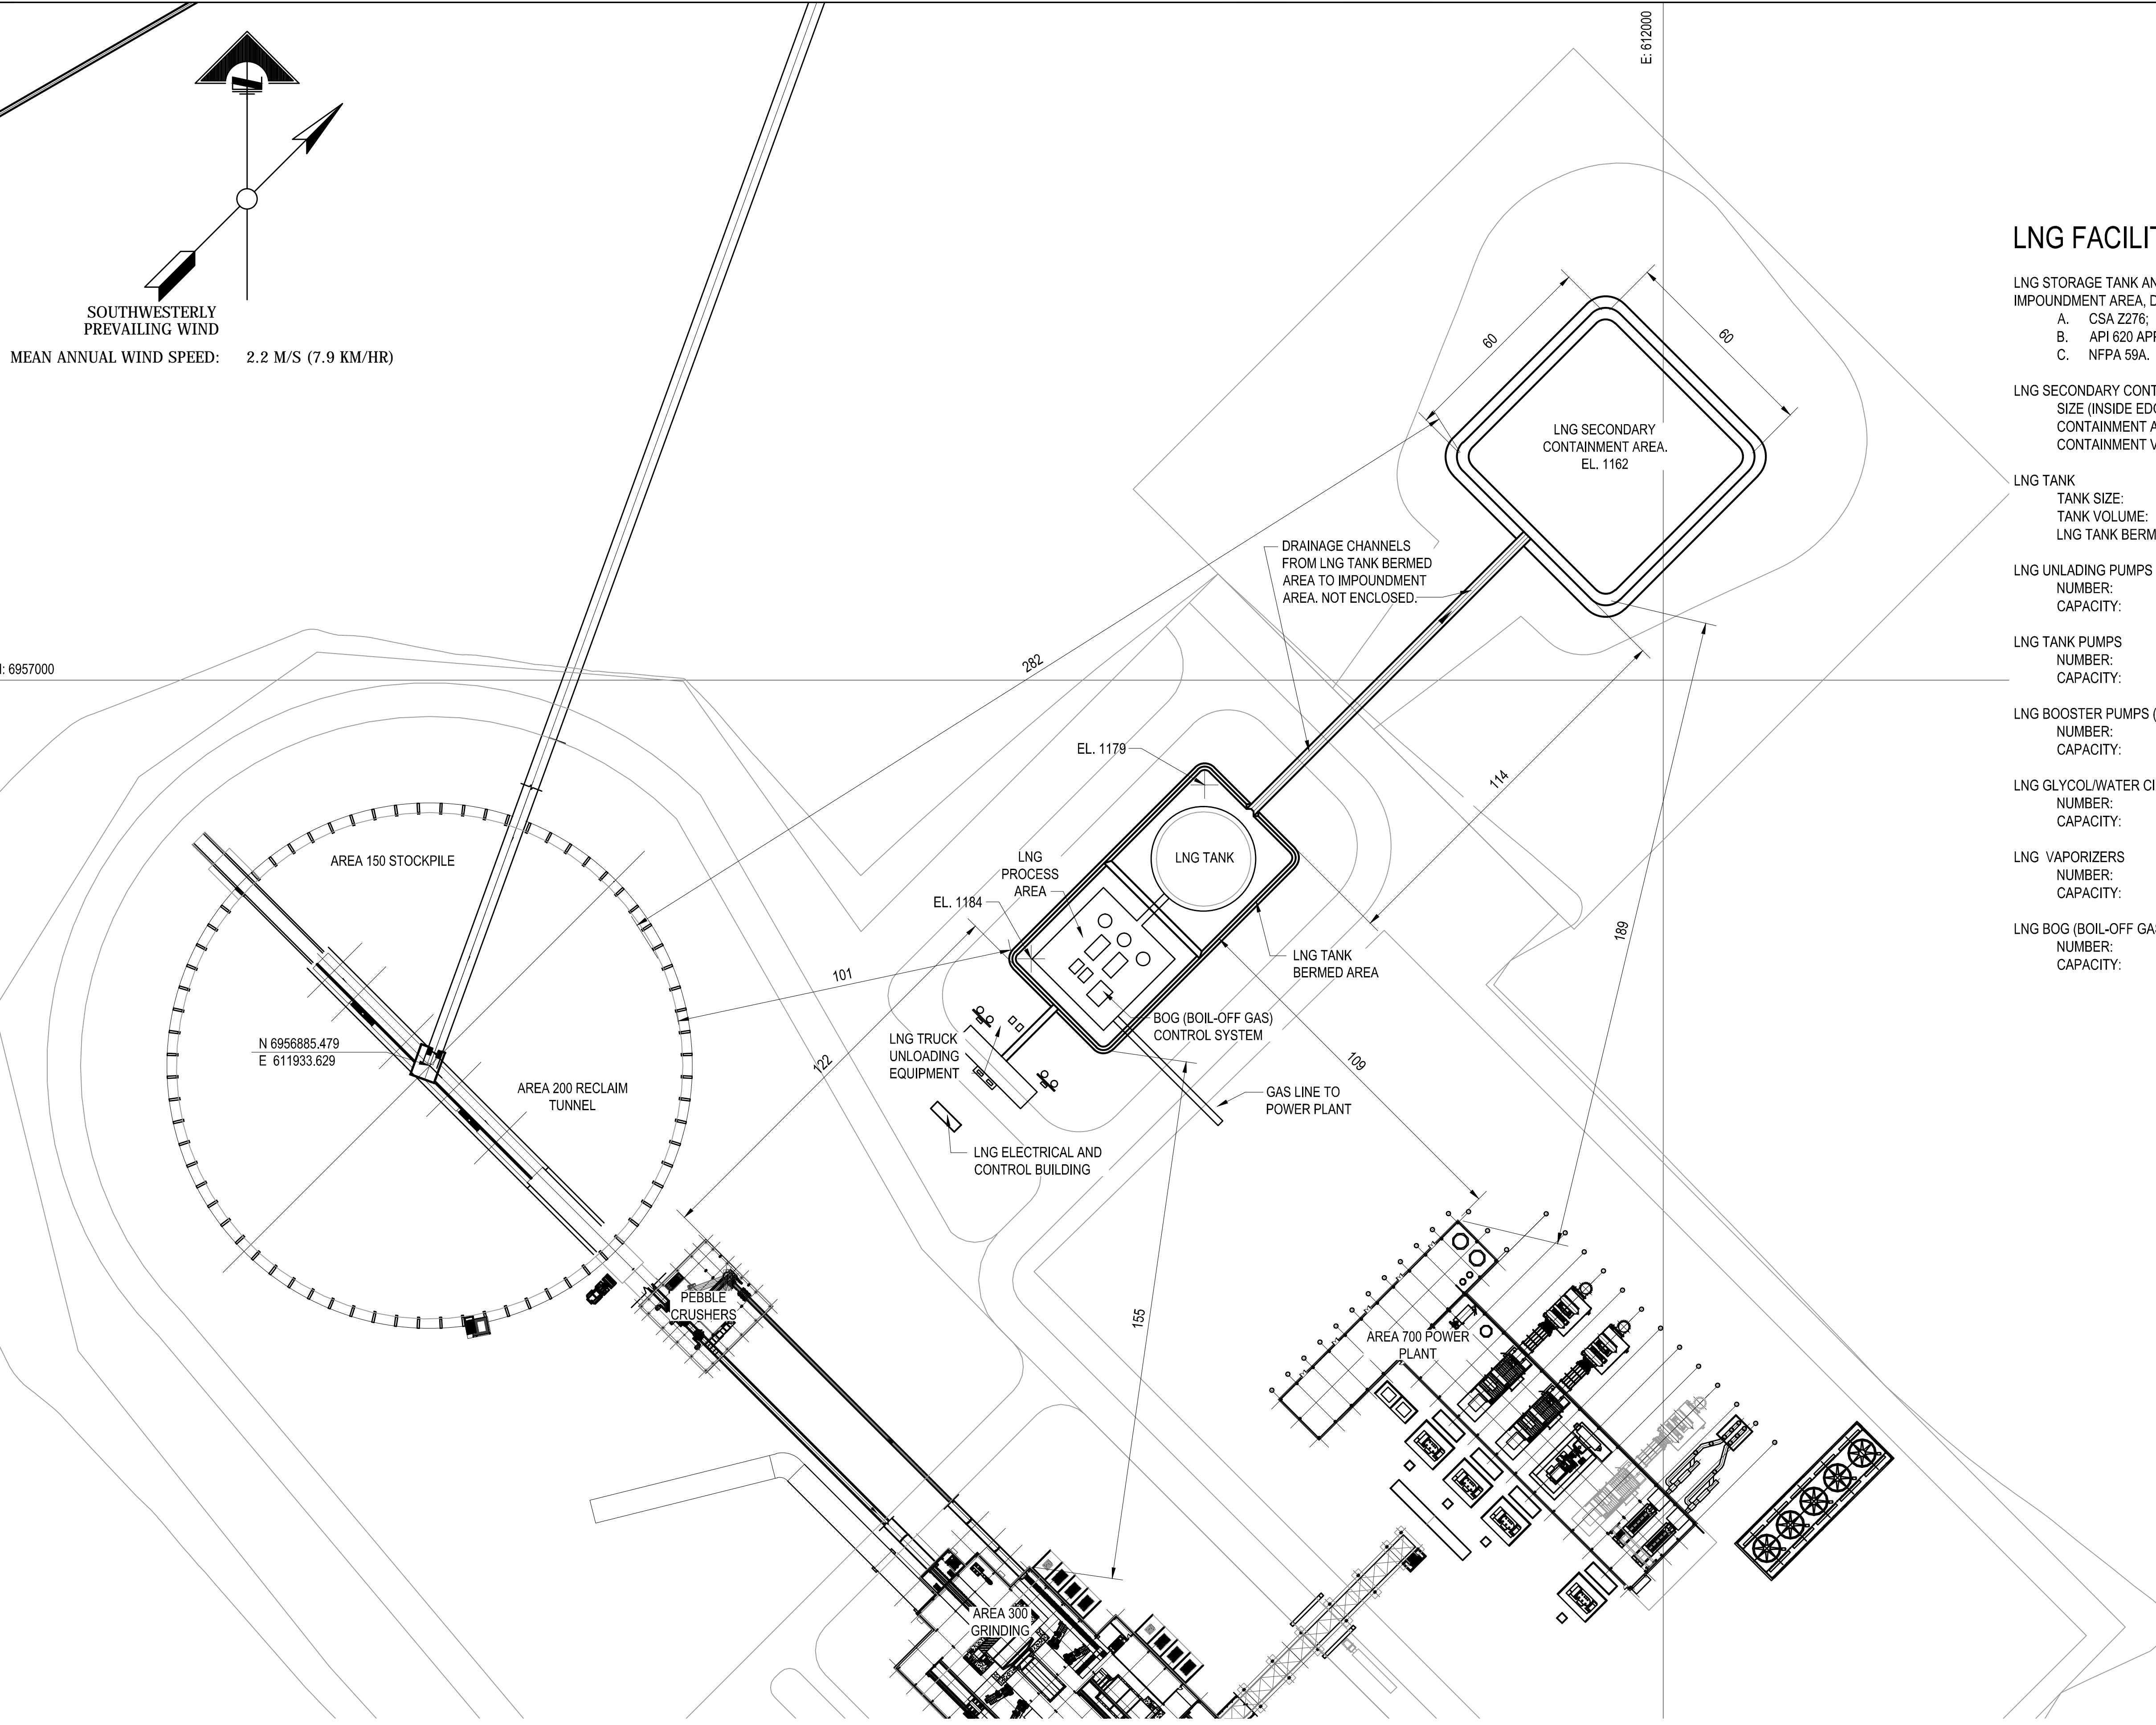 E: 612000
SOUTHWESTERLY
PREVAILING WIND
MEAN ANNUAL WIND SPEED: 2.2 M/S (7.9 KM/HR)
LNG FACILIT
LNG STORAGE TANK AN
IMPOUNDMENT AREA, D
A. CSA Z276;
B. API 620 APP
C. NFPA 59A.
LNG SECONDARY CONT
SIZE (INSIDE EDG
CONTAINMENT A
CONTAINMENT V
LNG TANK
TANK SIZE:
TANK VOLUME:
LNG TANK BERM
LNG UNLADING PUMPS
NUMBER:
CAPACITY:
LNG TANK PUMPS
NUMBER:
CAPACITY:
LNG BOOSTER PUMPS (
NUMBER:
CAPACITY:
LNG GLYCOL/WATER CI
NUMBER:
CAPACITY:
LNG VAPORIZERS
NUMBER:
CAPACITY:
LNG BOG (BOIL-OFF GAS
NUMBER:
CAPACITY:
60
60
LNG SECONDARY
CONTAINMENT AREA.
EL. 1162
DRAINAGE CHANNELS
FROM LNG TANK BERMED
AREA TO IMPOUNDMENT
AREA. NOT ENCLOSED.
: 6957000
282
EL. 1179
114
189
AREA 150 STOCKPILE
LNG
PROCESS
AREA
LNG TANK
EL. 1184
101
LNG TANK
BERMED AREA
BOG (BOIL-OFF GAS)
CONTROL SYSTEM
LNG TRUCK
UNLOADING
EQUIPMENT
122
109
N 6956885.479
E 611933.629
AREA 200 RECLAIM
TUNNEL
GAS LINE TO
POWER PLANT
LNG ELECTRICAL AND
CONTROL BUILDING
PEBBLE
CRUSHERS
155
AREA 700 POWER
PLANT
AREA 300
GRINDING